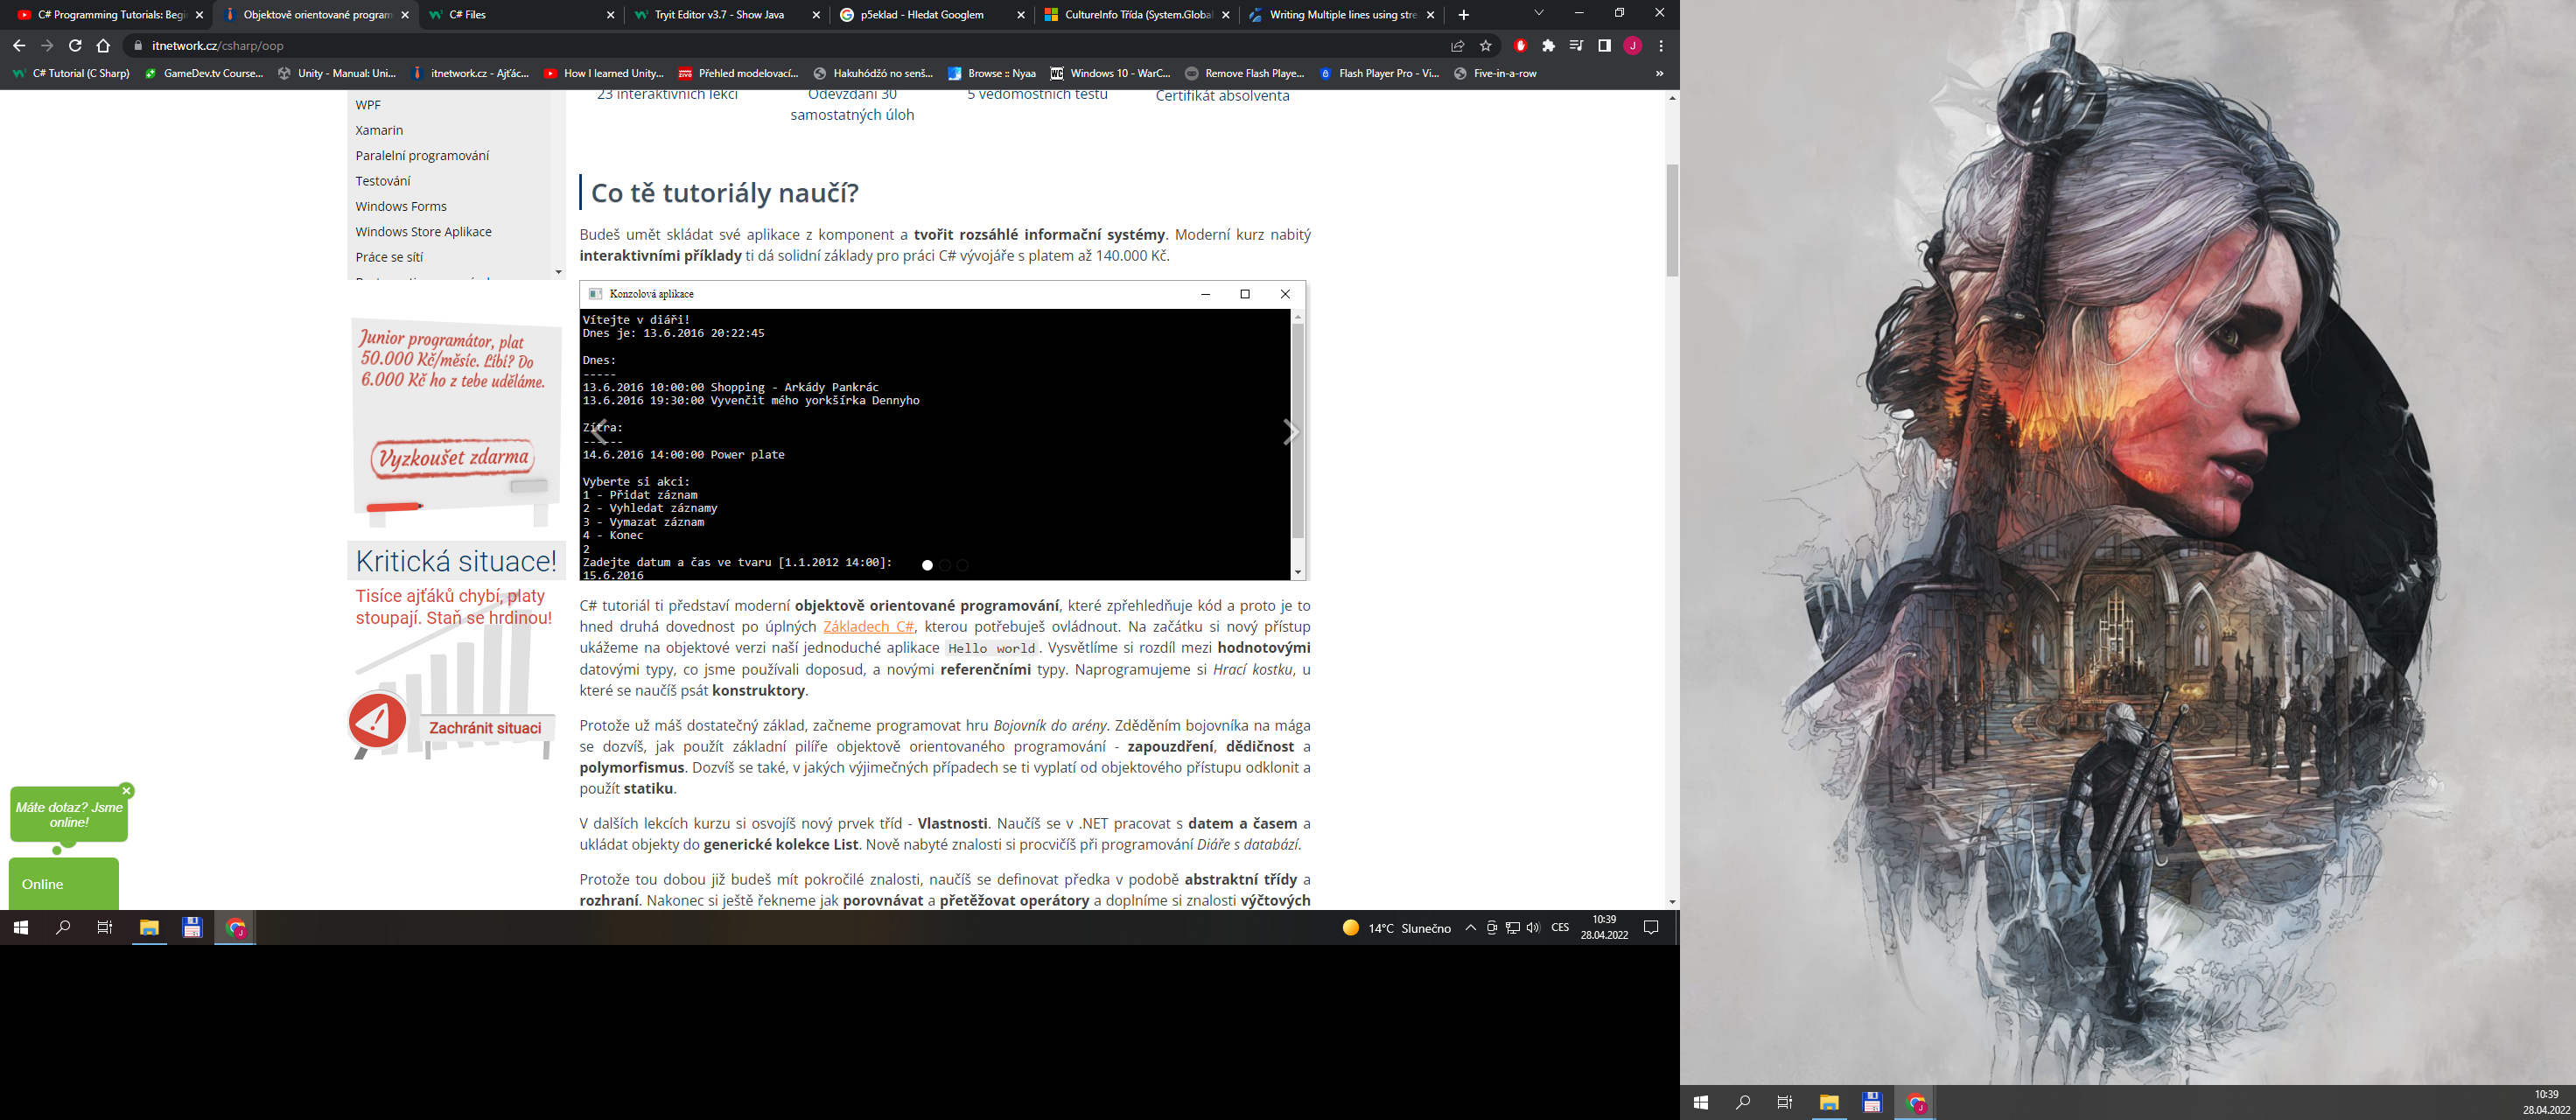 C# Programming Tutorials: Begi
Objektově orientované program
C# Files
Tryit Editor v3.7 - Show Java
p5eklad - Hledat Googlem
CultureInfo Třída (System.Global
Writing Multiple lines using stre
itnetwork.cz/csharp/oop
J
C# Tutorial (C Sharp)
GameDev.tv Course...
Unity - Manual: Uni...
itnetwork.cz - Ajťác...
How I learned Unity...
Přehled modelovací...
Hakuhódžó no senš...
Browse :: Nyaa
Windows 10 - WarC...
Remove Flash Playe...
Flash Player Pro - Vi...
Five-in-a-row
»
WPF
Xamarin
Paralelní programování
Testování
Windows Forms
Windows Store Aplikace
Práce se sítí
Junior programátor, plat
50.000 Kč/měsíc. Líbí? Do
6.000 Kč ho z tebe uděláme.
Vyzkoušet zdarma
Kritická situace!
Tisíce ajťáků chybí, platy
stoupají. Staň se hrdinou!
Zachránit situaci
Máte dotaz? Jsme
online!
Online
23 interaktivních lekcí
Odevzdání 30
samostatných úloh
5 vědomostních testů
Certifikát absolventa
Co tě tutoriály naučí?
Budeš umět skládat své aplikace z komponent a tvořit rozsáhlé informační systémy. Moderní kurz nabitý
interaktivními příklady ti dá solidní základy pro práci C# vývojáře s platem až 140.000 Kč.
Konzolová aplikace
Vítejte v diáři!
Dnes je: 13.6.2016 20:22:45
Dnes:
-----
13.6.2016 10:00:00 Shopping - Arkády Pankrác
13.6.2016 19:30:00 Vyvenčit mého yorkšírka Dennyho
Zítra:
------
14.6.2016 14:00:00 Power plate
Vyberte si akci:
1 - Přidat záznam
2 - Vyhledat záznamy
3 - Vymazat záznam
4 - Konec
2
Zadejte datum a čas ve tvaru [1.1.2012 14:00]:
15.6.2016
C# tutoriál ti představí moderní objektově orientované programování, které zpřehledňuje kód a proto je to
hned druhá dovednost po úplných Základech C#, kterou potřebuješ ovládnout. Na začátku si nový přístup
ukážeme na objektové verzi naší jednoduché aplikace Hello world. Vysvětlíme si rozdíl mezi hodnotovými
datovými typy, co jsme používali doposud, a novými referenčními typy. Naprogramujeme si Hrací kostku, u
které se naučíš psát konstruktory.
Protože už máš dostatečný základ, začneme programovat hru Bojovník do arény. Zděděním bojovníka na mága
se dozvíš, jak použít základní pilíře objektově orientovaného programování - zapouzdření, dědičnost a
polymorfismus. Dozvíš se také, v jakých výjimečných případech se ti vyplatí od objektového přístupu odklonit a
použít statiku.
V dalších lekcích kurzu si osvojíš nový prvek tříd - Vlastnosti. Naučíš se v .NET pracovat s datem a časem a
ukládat objekty do generické kolekce List. Nově nabyté znalosti si procvičíš při programování Diáře s databází.
Protože tou dobou již budeš mít pokročilé znalosti, naučíš se definovat předka v podobě abstraktní třídy a
rozhraní. Nakonec si ještě řekneme jak porovnávat a přetěžovat operátory a doplníme si znalosti výčtových
14°C Slunečno
CES
10:39
28.04.2022
10:39
28.04.2022